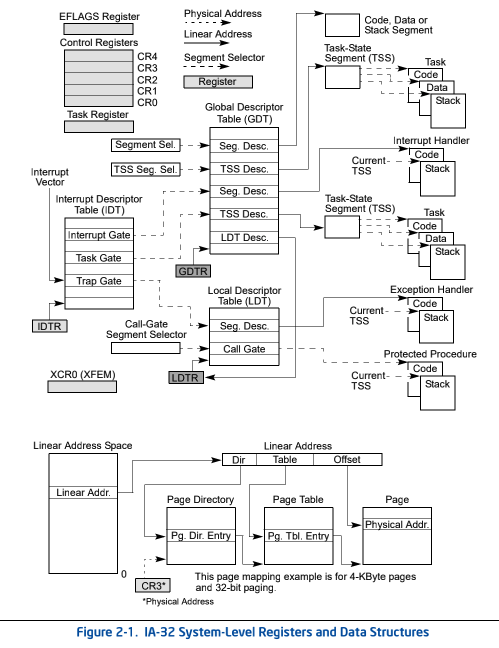 EFLAGS Register
Control Registers
CR4
CR3
CR2
CR1
CR0
Task Register
Physical Address
Linear Address
Segment Selector
Register
Global Descriptor
Table (GDT)
Segment Sel.
Seg. Desc.
TSS Seg. Sel.
TSS Desc.
Seg. Desc.
TSS Desc.
LDT Desc.
GDTR
Code, Data or
Stack Segment
Task-State
Segment (TSS)
Task
Code
Data
Stack
Interrupt Handler
Code
Current
TSS
Stack
Task-State
Segment (TSS)
Task
Code
Data
Stack
Interrupt
Vector
Interrupt Descriptor
Table (IDT)
Interrupt Gate
Task Gate
Trap Gate
IDTR
Local Descriptor
Table (LDT)
Seg. Desc.
Call-Gate
Segment Selector
Call Gate
LDTR
XCR0 (XFEM)
Exception Handler
Code
Current
TSS
Stack
Protected Procedure
Code
Current
TSS
Stack
Linear Address Space
Linear Addr.
0
Linear Address
Dir Table Offset
Page Directory
Pg. Dir. Entry
Page Table
Pg. Tbl. Entry
Page
Physical Addr.
CR3*
*Physical Address
This page mapping example is for 4-KByte pages
and 32-bit paging.
Figure 2-1. IA-32 System-Level Registers and Data Structures